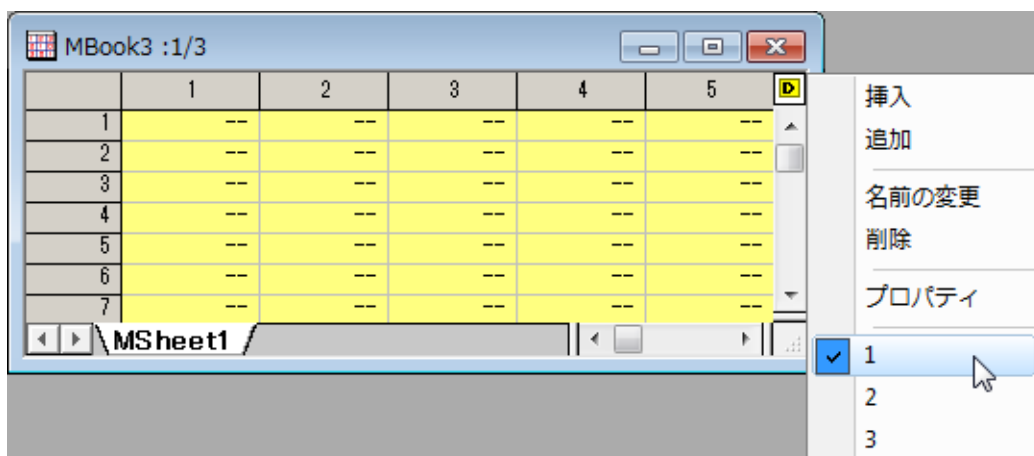 MBook3 :1/3
1 2 3 4 5 D
1 -- -- -- -- --
2 -- -- -- -- --
3 -- -- -- -- --
4 -- -- -- -- --
5 -- -- -- -- --
6 -- -- -- -- --
7 -- -- -- -- --
MSheet1
挿入
追加
名前の変更
削除
プロパティ
1
2
3